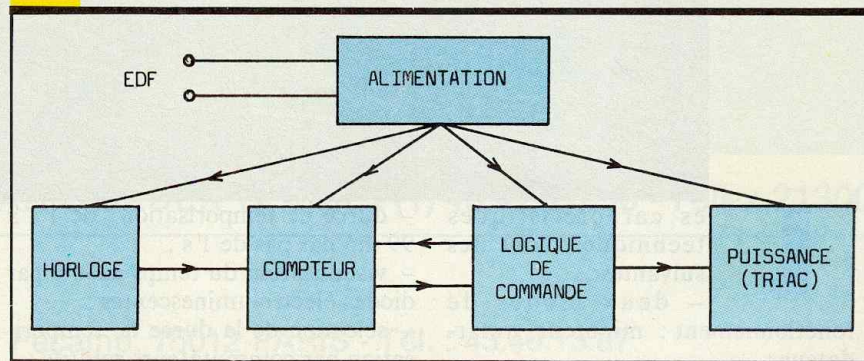 EDF
ALIMENTATION
HORLOGE
COMPTEUR
LOGIQUE
DE
COMMANDE
PUISSANCE
(TRIAC)